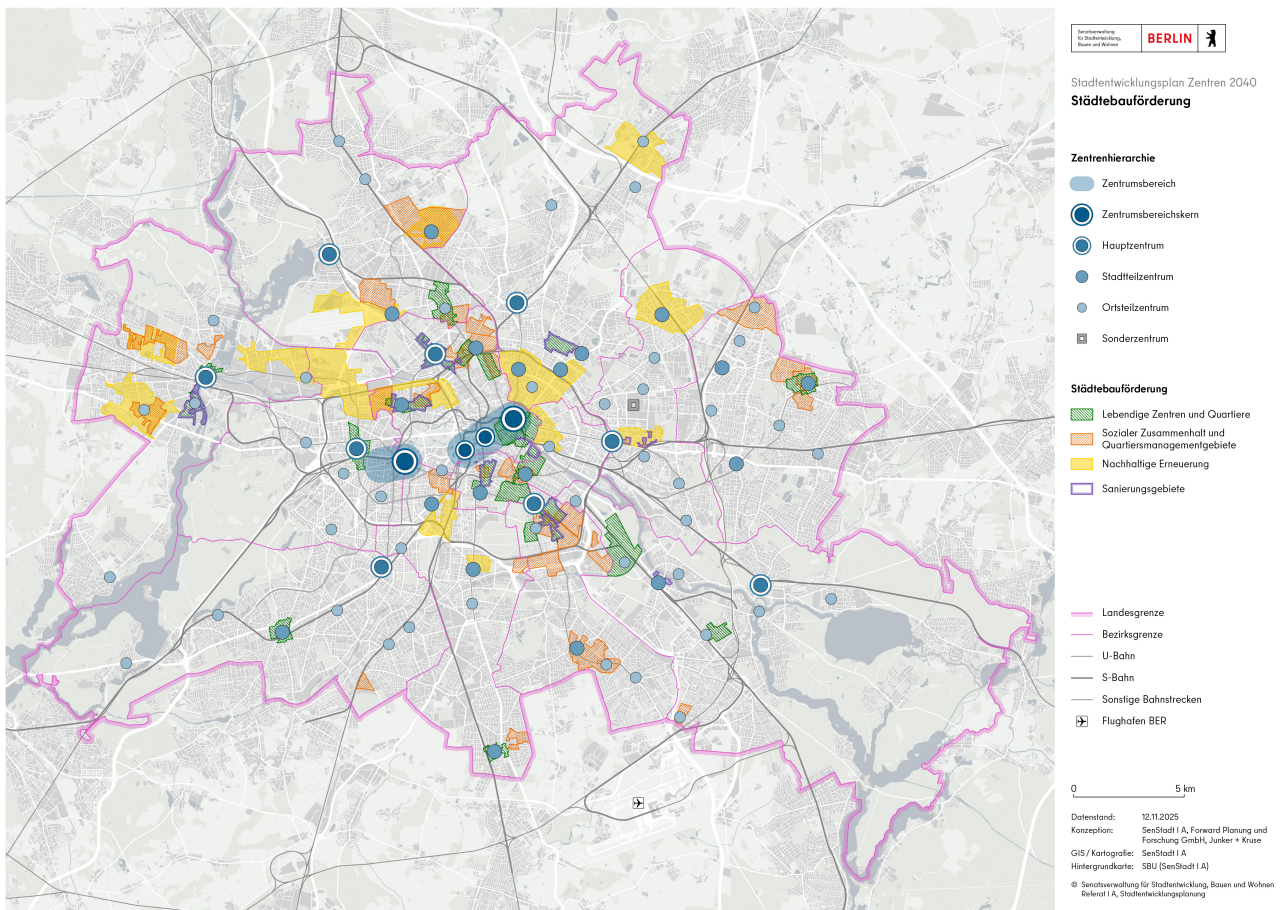 Senatsverwaltung
für Stadtentwicklung,
Bauen und Wohnen
BERLIN
Stadtentwicklungsplan Zentren 2040
Städtebauförderung
Zentrenhierarchie
Zentrumsbereich
Zentrumsbereichskern
Hauptzentrum
Stadtteilzentrum
Ortsteilzentrum
Sonderzentrum
Städtebauförderung
Lebendige Zentren und Quartiere
Sozialer Zusammenhalt und
Quartiersmanagementgebiete
Nachhaltige Erneuerung
Sanierungsgebiete
Landesgrenze
Bezirksgrenze
U-Bahn
S-Bahn
Sonstige Bahnstrecken
Flughafen BER
0 5 km
Datenstand: 12.11.2025
Konzeption: SenStadt I A, Forward Planung und
Forschung GmbH, Junker + Kruse
GIS / Kartografie: SenStadt I A
Hintergrundkarte: SBU (SenStadt I A)
© Senatsverwaltung für Stadtentwicklung, Bauen und Wohnen
Referat I A, Stadtentwicklungsplanung